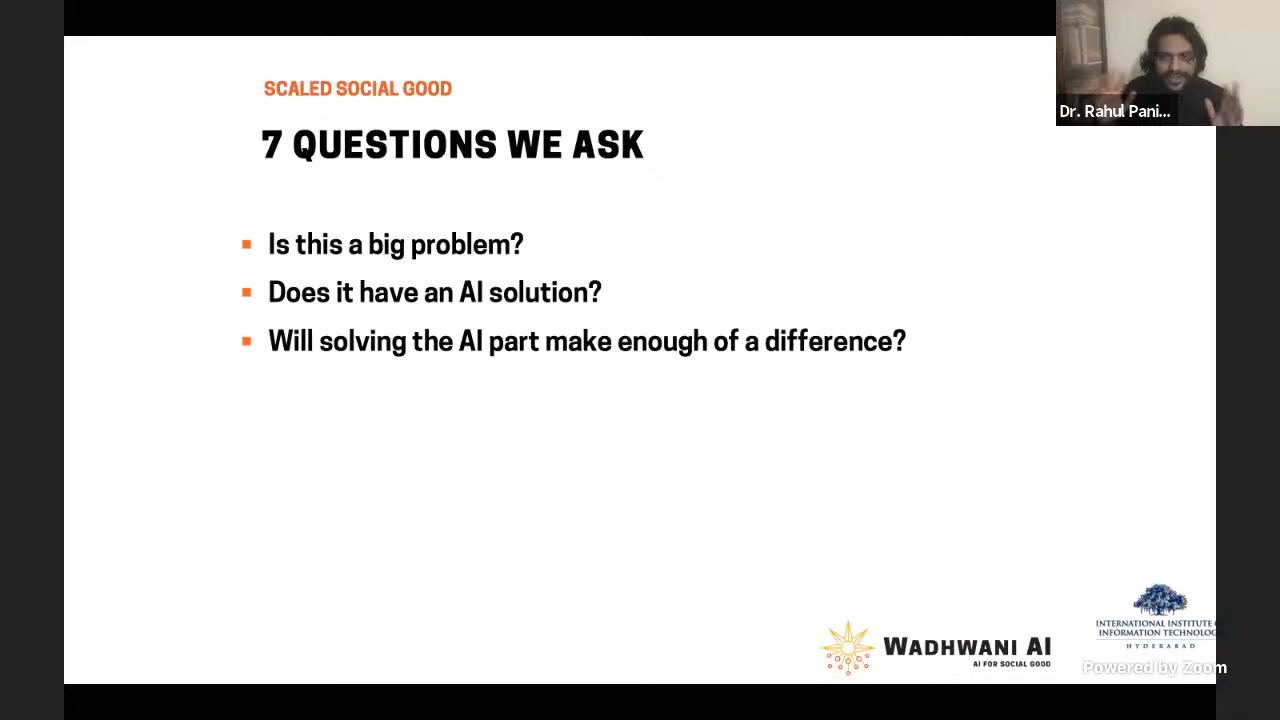 SCALED SOCIAL GOOD
7 QUESTIONS WE ASK
Is this a big problem?
Does it have an AI solution?
Will solving the AI part make enough of a difference?
Dr. Rahul Pani...
WADHWANI AI
AI FOR SOCIAL GOOD
INTERNATIONAL INSTITUTE
INFORMATION TECHNOLOGY
HYDERABAD
Powered by Zoom